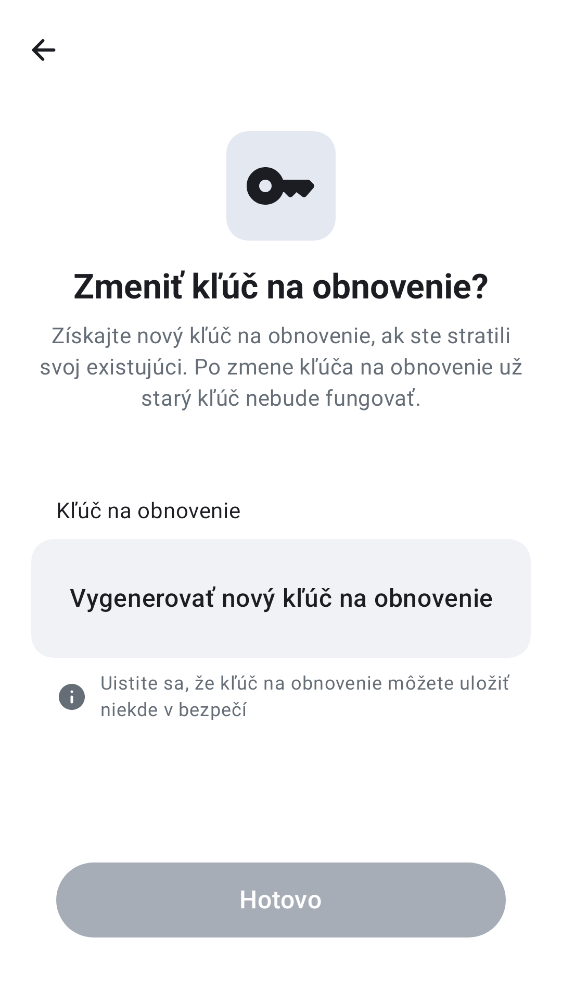 Zmeniť kľúč na obnovenie?
Získajte nový kľúč na obnovenie, ak ste stratili
svoj existujúci. Po zmene kľúča na obnovenie už
starý kľúč nebude fungovať.
Kľúč na obnovenie
Vygenerovať nový kľúč na obnovenie
Uistite sa, že kľúč na obnovenie môžete uložiť
niekde v bezpečí
Hotovo